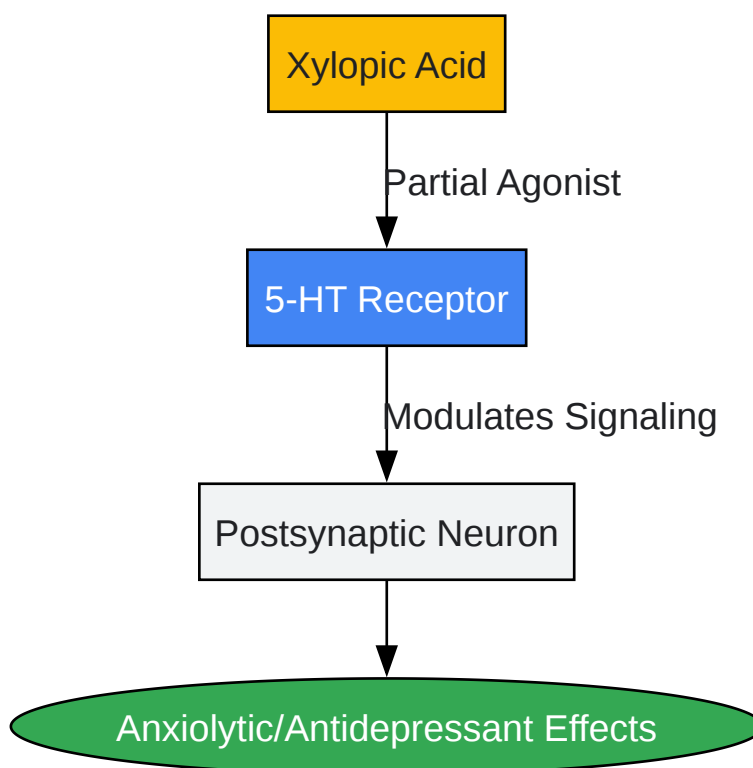 Xylopic Acid
Partial Agonist
5-HT Receptor
Modulates Signaling
Postsynaptic Neuron
Anxiolytic/Antidepressant Effects